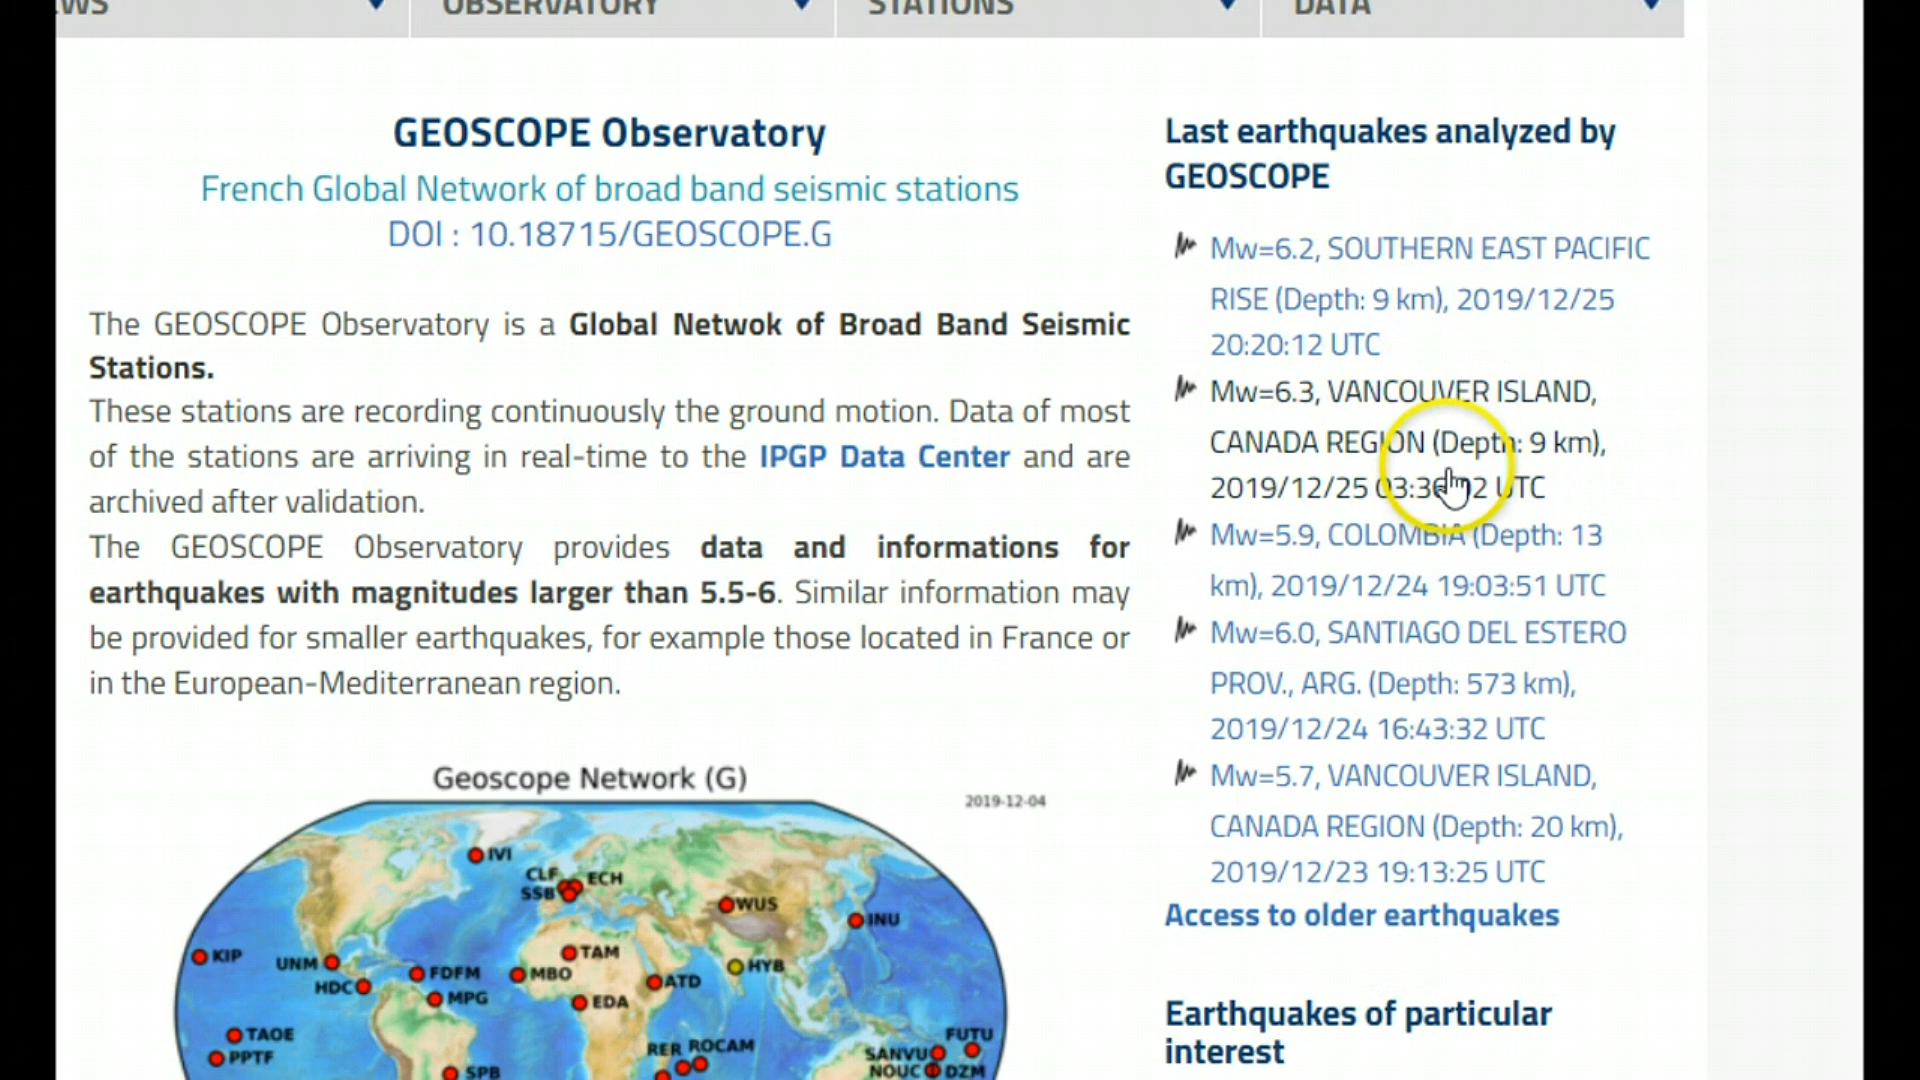 OBSERVATORY
STATIONS
DATA
GEOSCOPE Observatory
French Global Network of broad band seismic stations
DOI : 10.18715/GEOSCOPE.G
The GEOSCOPE Observatory is a Global Netwok of Broad Band Seismic
Stations.
These stations are recording continuously the ground motion. Data of most
of the stations are arriving in real-time to the IPGP Data Center and are
archived after validation.
The GEOSCOPE Observatory provides data and informations for
earthquakes with magnitudes larger than 5.5-6. Similar information may
be provided for smaller earthquakes, for example those located in France or
in the European-Mediterranean region.
Geoscope Network (G)
2019-12-04
IVI
CLF
ECH
SSB
WUS
INU
KIP
UNM
TAM
HYB
FDFM
MBO
ATD
HDC
MPG
EDA
TAOE
FUTU
PPTF
RER
ROCAM
SANVU
SPB
NOUC
DZM
Last earthquakes analyzed by
GEOSCOPE
Mw=6.2, SOUTHERN EAST PACIFIC
RISE (Depth: 9 km), 2019/12/25
20:20:12 UTC
Mw=6.3, VANCOUVER ISLAND,
CANADA REGION (Depth: 9 km),
2019/12/25 UTC
Mw=5.9, COLOMBIA (Depth: 13
km), 2019/12/24 19:03:51 UTC
Mw=6.0, SANTIAGO DEL ESTERO
PROV., ARG. (Depth: 573 km),
2019/12/24 16:43:32 UTC
Mw=5.7, VANCOUVER ISLAND,
CANADA REGION (Depth: 20 km),
2019/12/23 19:13:25 UTC
Access to older earthquakes
Earthquakes of particular
interest